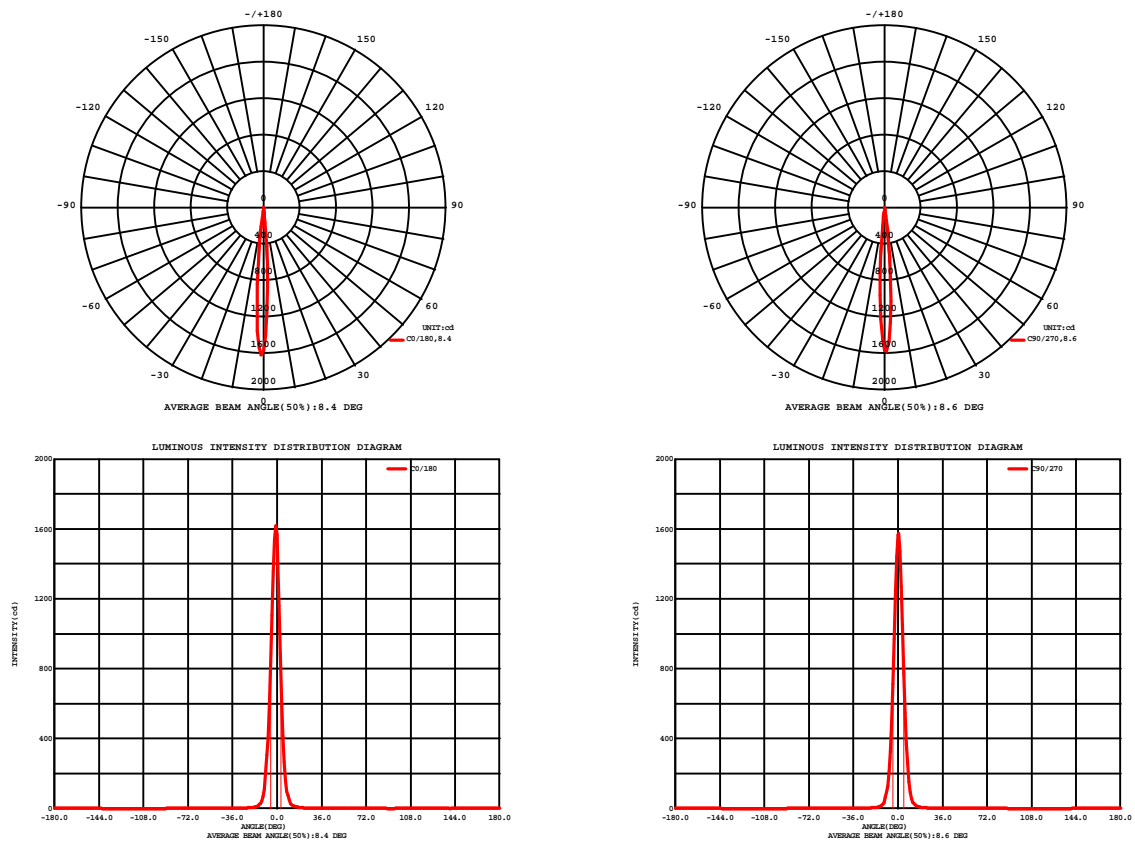 -/+180
-150
150
-120
120
-90
90
0
400
800
-60
60
1200
UNIT:cd
C0/180,8.4
1600
-30
30
2000
0
AVERAGE BEAM ANGLE(50%):8.4 DEG
-/+180
-150
150
-120
120
-90
90
0
400
800
-60
60
1200
UNIT:cd
C90/270,8.6
1600
-30
30
2000
0
AVERAGE BEAM ANGLE(50%):8.6 DEG
LUMINOUS INTENSITY DISTRIBUTION DIAGRAM
2000
C0/180
1600
1200
INTENSITY(cd)
800
400
0
-180.0 -144.0 -108.0 -72.0 -36.0 0.0 36.0 72.0 108.0 144.0 180.0
ANGLE(DEG)
AVERAGE BEAM ANGLE(50%):8.4 DEG
LUMINOUS INTENSITY DISTRIBUTION DIAGRAM
2000
C90/270
1600
1200
INTENSITY(cd)
800
400
0
-180.0 -144.0 -108.0 -72.0 -36.0 0.0 36.0 72.0 108.0 144.0 180.0
ANGLE(DEG)
AVERAGE BEAM ANGLE(50%):8.6 DEG